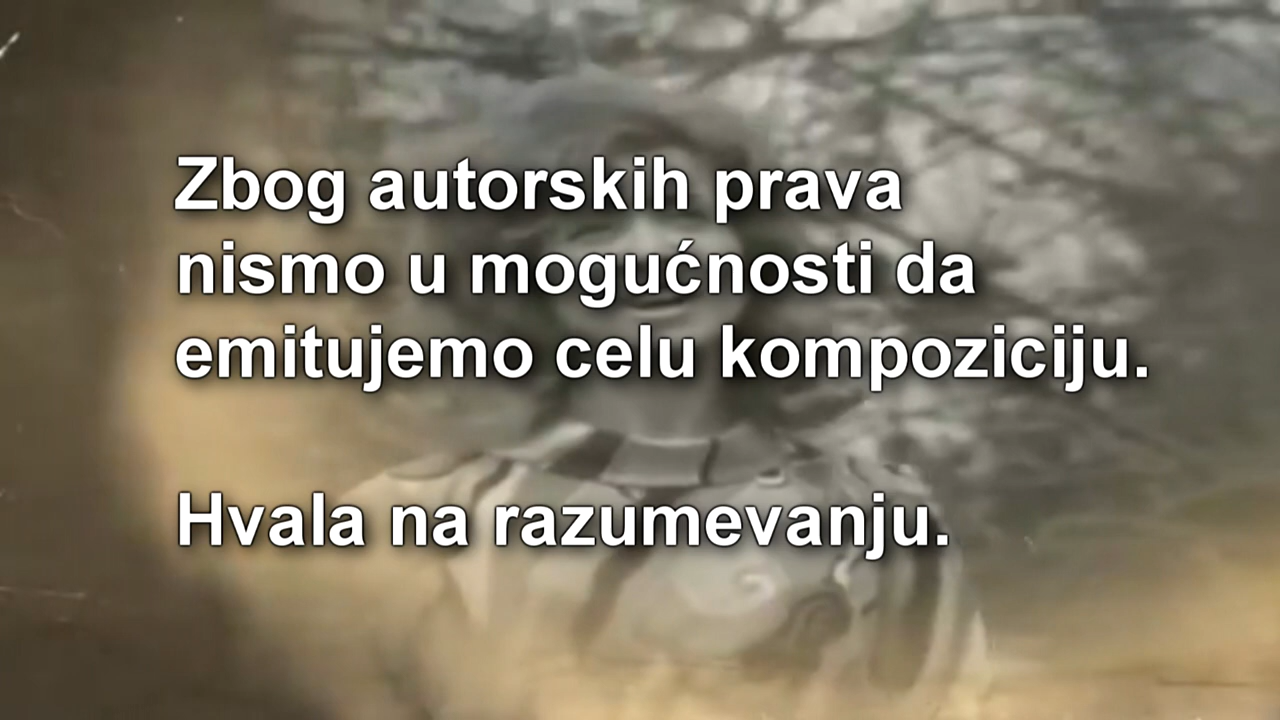 Zbog autorskih prava
nismo u mogućnosti da
emitujemo celu kompoziciju.
Hvala na razumevanju.